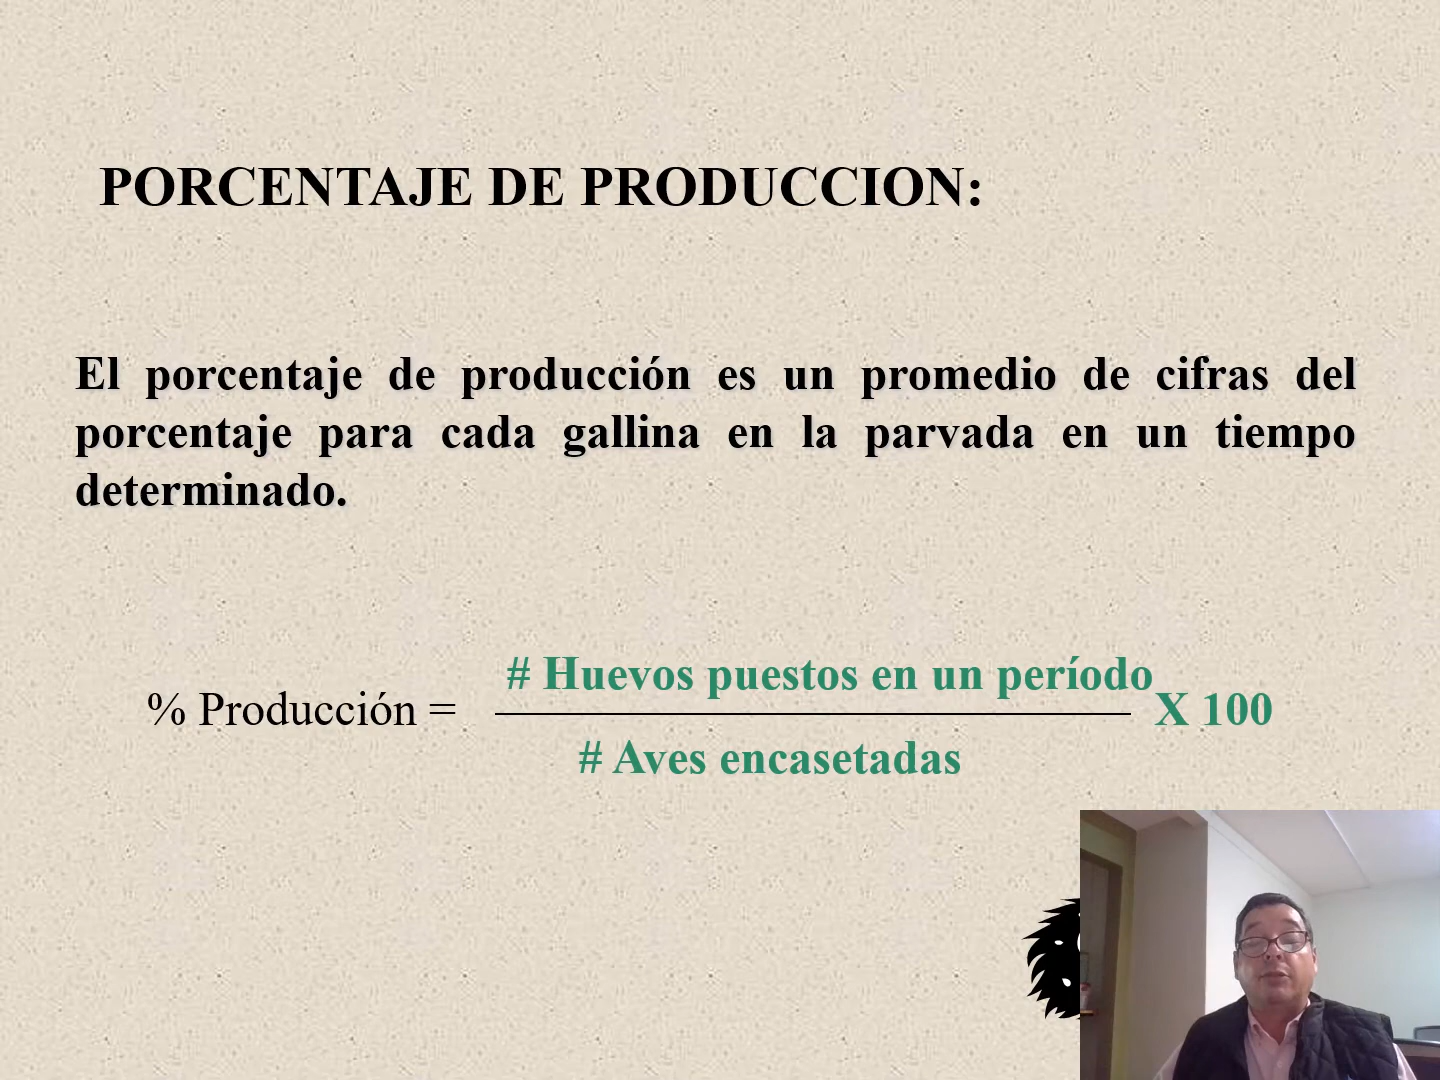 PORCENTAJE DE PRODUCCION:
El porcentaje de producción es un promedio de cifras del
porcentaje para cada gallina en la parvada en un tiempo
determinado.
# Huevos puestos en un período
% Producción = X 100
# Aves encasetadas